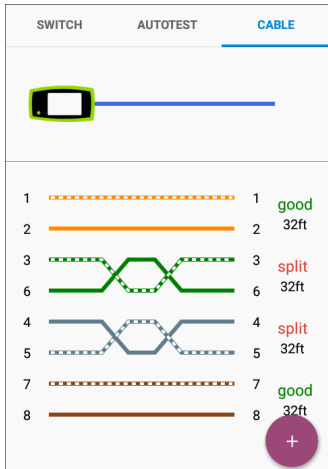 SWITCH AUTOTEST CABLE
1 1 good
2 2 32ft
3 3 split
6 6 32ft
4 4 split
5 5 32ft
7 7 good
8 8 32ft
+